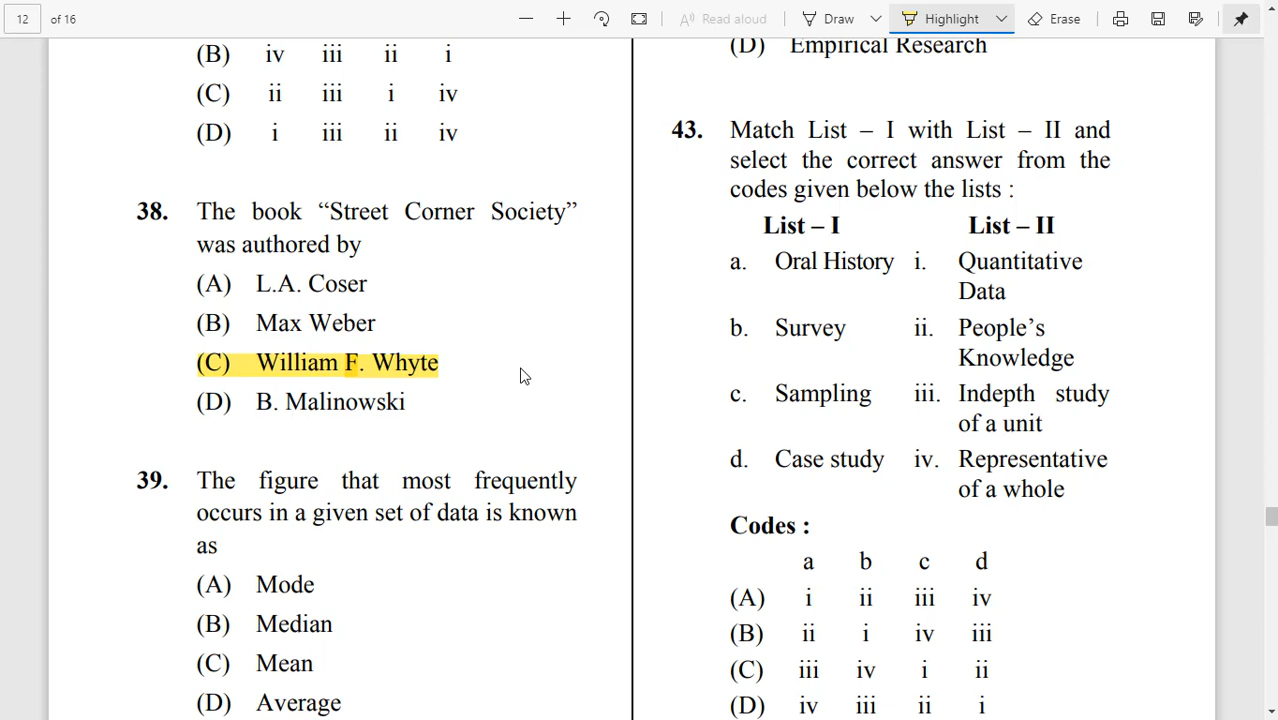 12 of 16
Read aloud
Draw
Highlight
Erase
(B) iv iii ii i
(C) ii iii i iv
(D) i iii ii iv
38. The book “Street Corner Society”
was authored by
(A) L.A. Coser
(B) Max Weber
(C) William F. Whyte
(D) B. Malinowski
39. The figure that most frequently
occurs in a given set of data is known
as
(A) Mode
(B) Median
(C) Mean
(D) Average
(D) Empirical Research
43. Match List – I with List – II and
select the correct answer from the
codes given below the lists :
List – I List – II
a. Oral History i. Quantitative
Data
b. Survey ii. People’s
Knowledge
c. Sampling iii. Indepth study
of a unit
d. Case study iv. Representative
of a whole
Codes :
a b c d
(A) i ii iii iv
(B) ii i iv iii
(C) iii iv i ii
(D) iv iii ii i